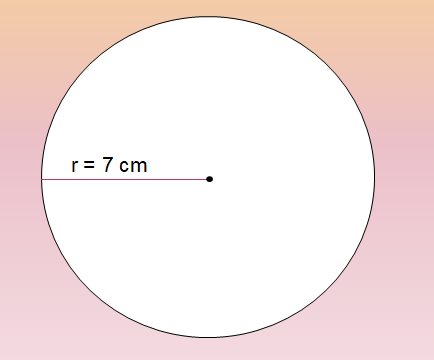 r = 7 cm